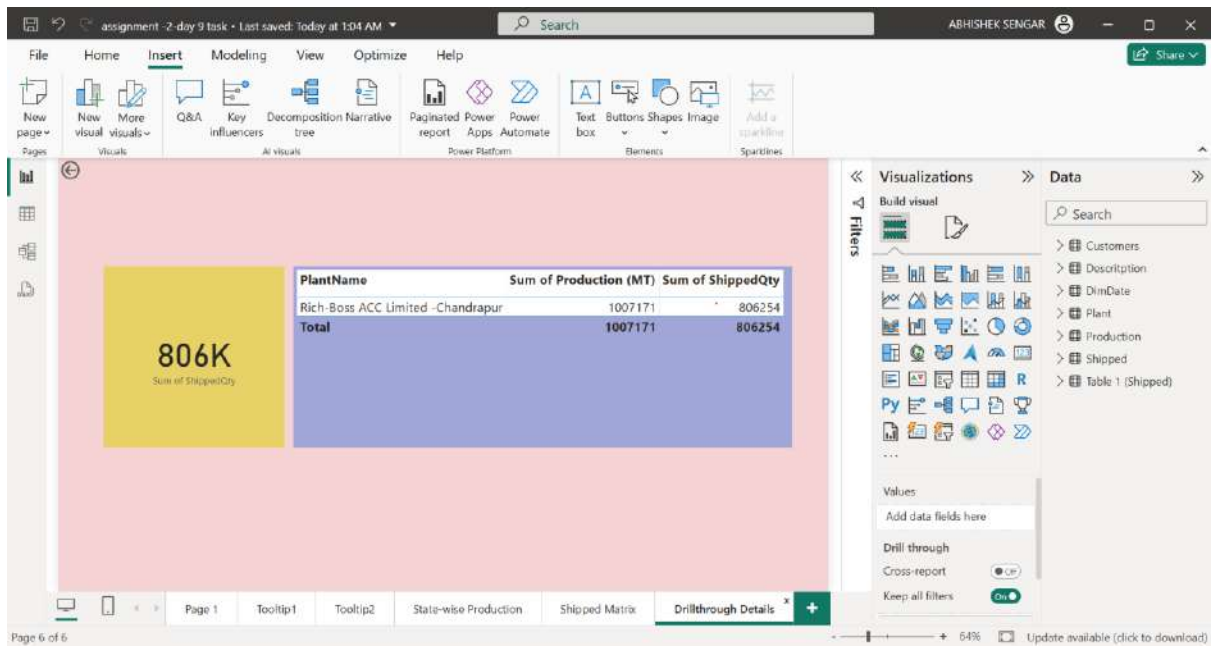 assignment -2-day 9 task • Last saved: Today at 1:04 AM
Search
ABHISHEK SENGAR
File Home Insert Modeling View Optimize Help
Share
New page
New visual
More visuals
Q&A
Key influencers
Decomposition tree
Narrative
Paginated report
Power Apps
Power Automate
Text box
Buttons
Shapes
Image
Add a sparkline
Pages Visuals AI visuals Power Platform Elements Sparklines
806K
Sum of ShippedQty
PlantName Sum of Production (MT) Sum of ShippedQty
Rich-Boss ACC Limited -Chandrapur 1007171 806254
Total 1007171 806254
Filters
Visualizations
Build visual
123
R
Py
...
Values
Add data fields here
Drill through
Cross-report Off
Keep all filters On
Data
Search
Customers
Descritption
DimDate
Plant
Production
Shipped
Table 1 (Shipped)
Page 1 Tooltip1 Tooltip2 State-wise Production Shipped Matrix Drillthrough Details
Page 6 of 6
64%
Update available (click to download)